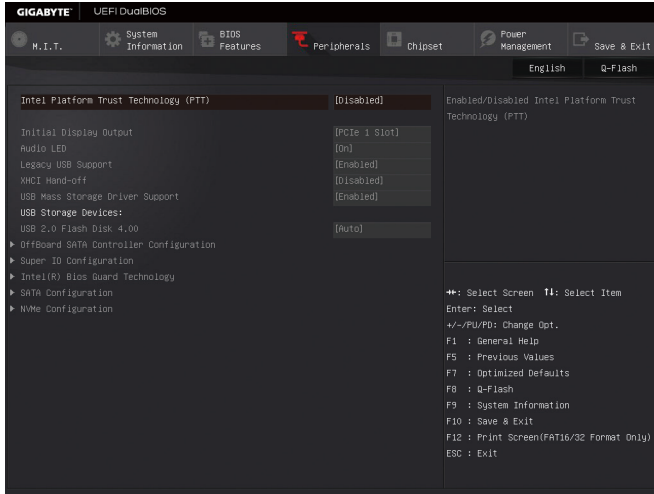 GIGABYTE™ UEFI DualBIOS
M.I.T. System Information BIOS Features Peripherals Chipset Power Management Save & Exit
English Q-Flash
Intel Platform Trust Technology (PTT) [Disabled]
Initial Display Output [PCIe 1 Slot]
Audio LED [On]
Legacy USB Support [Enabled]
XHCI Hand-off [Disabled]
USB Mass Storage Driver Support [Enabled]
USB Storage Devices:
USB 2.0 Flash Disk 4.00 [Auto]
OffBoard SATA Controller Configuration
Super IO Configuration
Intel(R) Bios Guard Technology
SATA Configuration
NVMe Configuration
Enabled/Disabled Intel Platform Trust
Technology (PTT)
→←: Select Screen ↑↓: Select Item
Enter: Select
+/-/PU/PD: Change Opt.
F1 : General Help
F5 : Previous Values
F7 : Optimized Defaults
F8 : Q-Flash
F9 : System Information
F10 : Save & Exit
F12 : Print Screen(FAT16/32 Format Only)
ESC : Exit